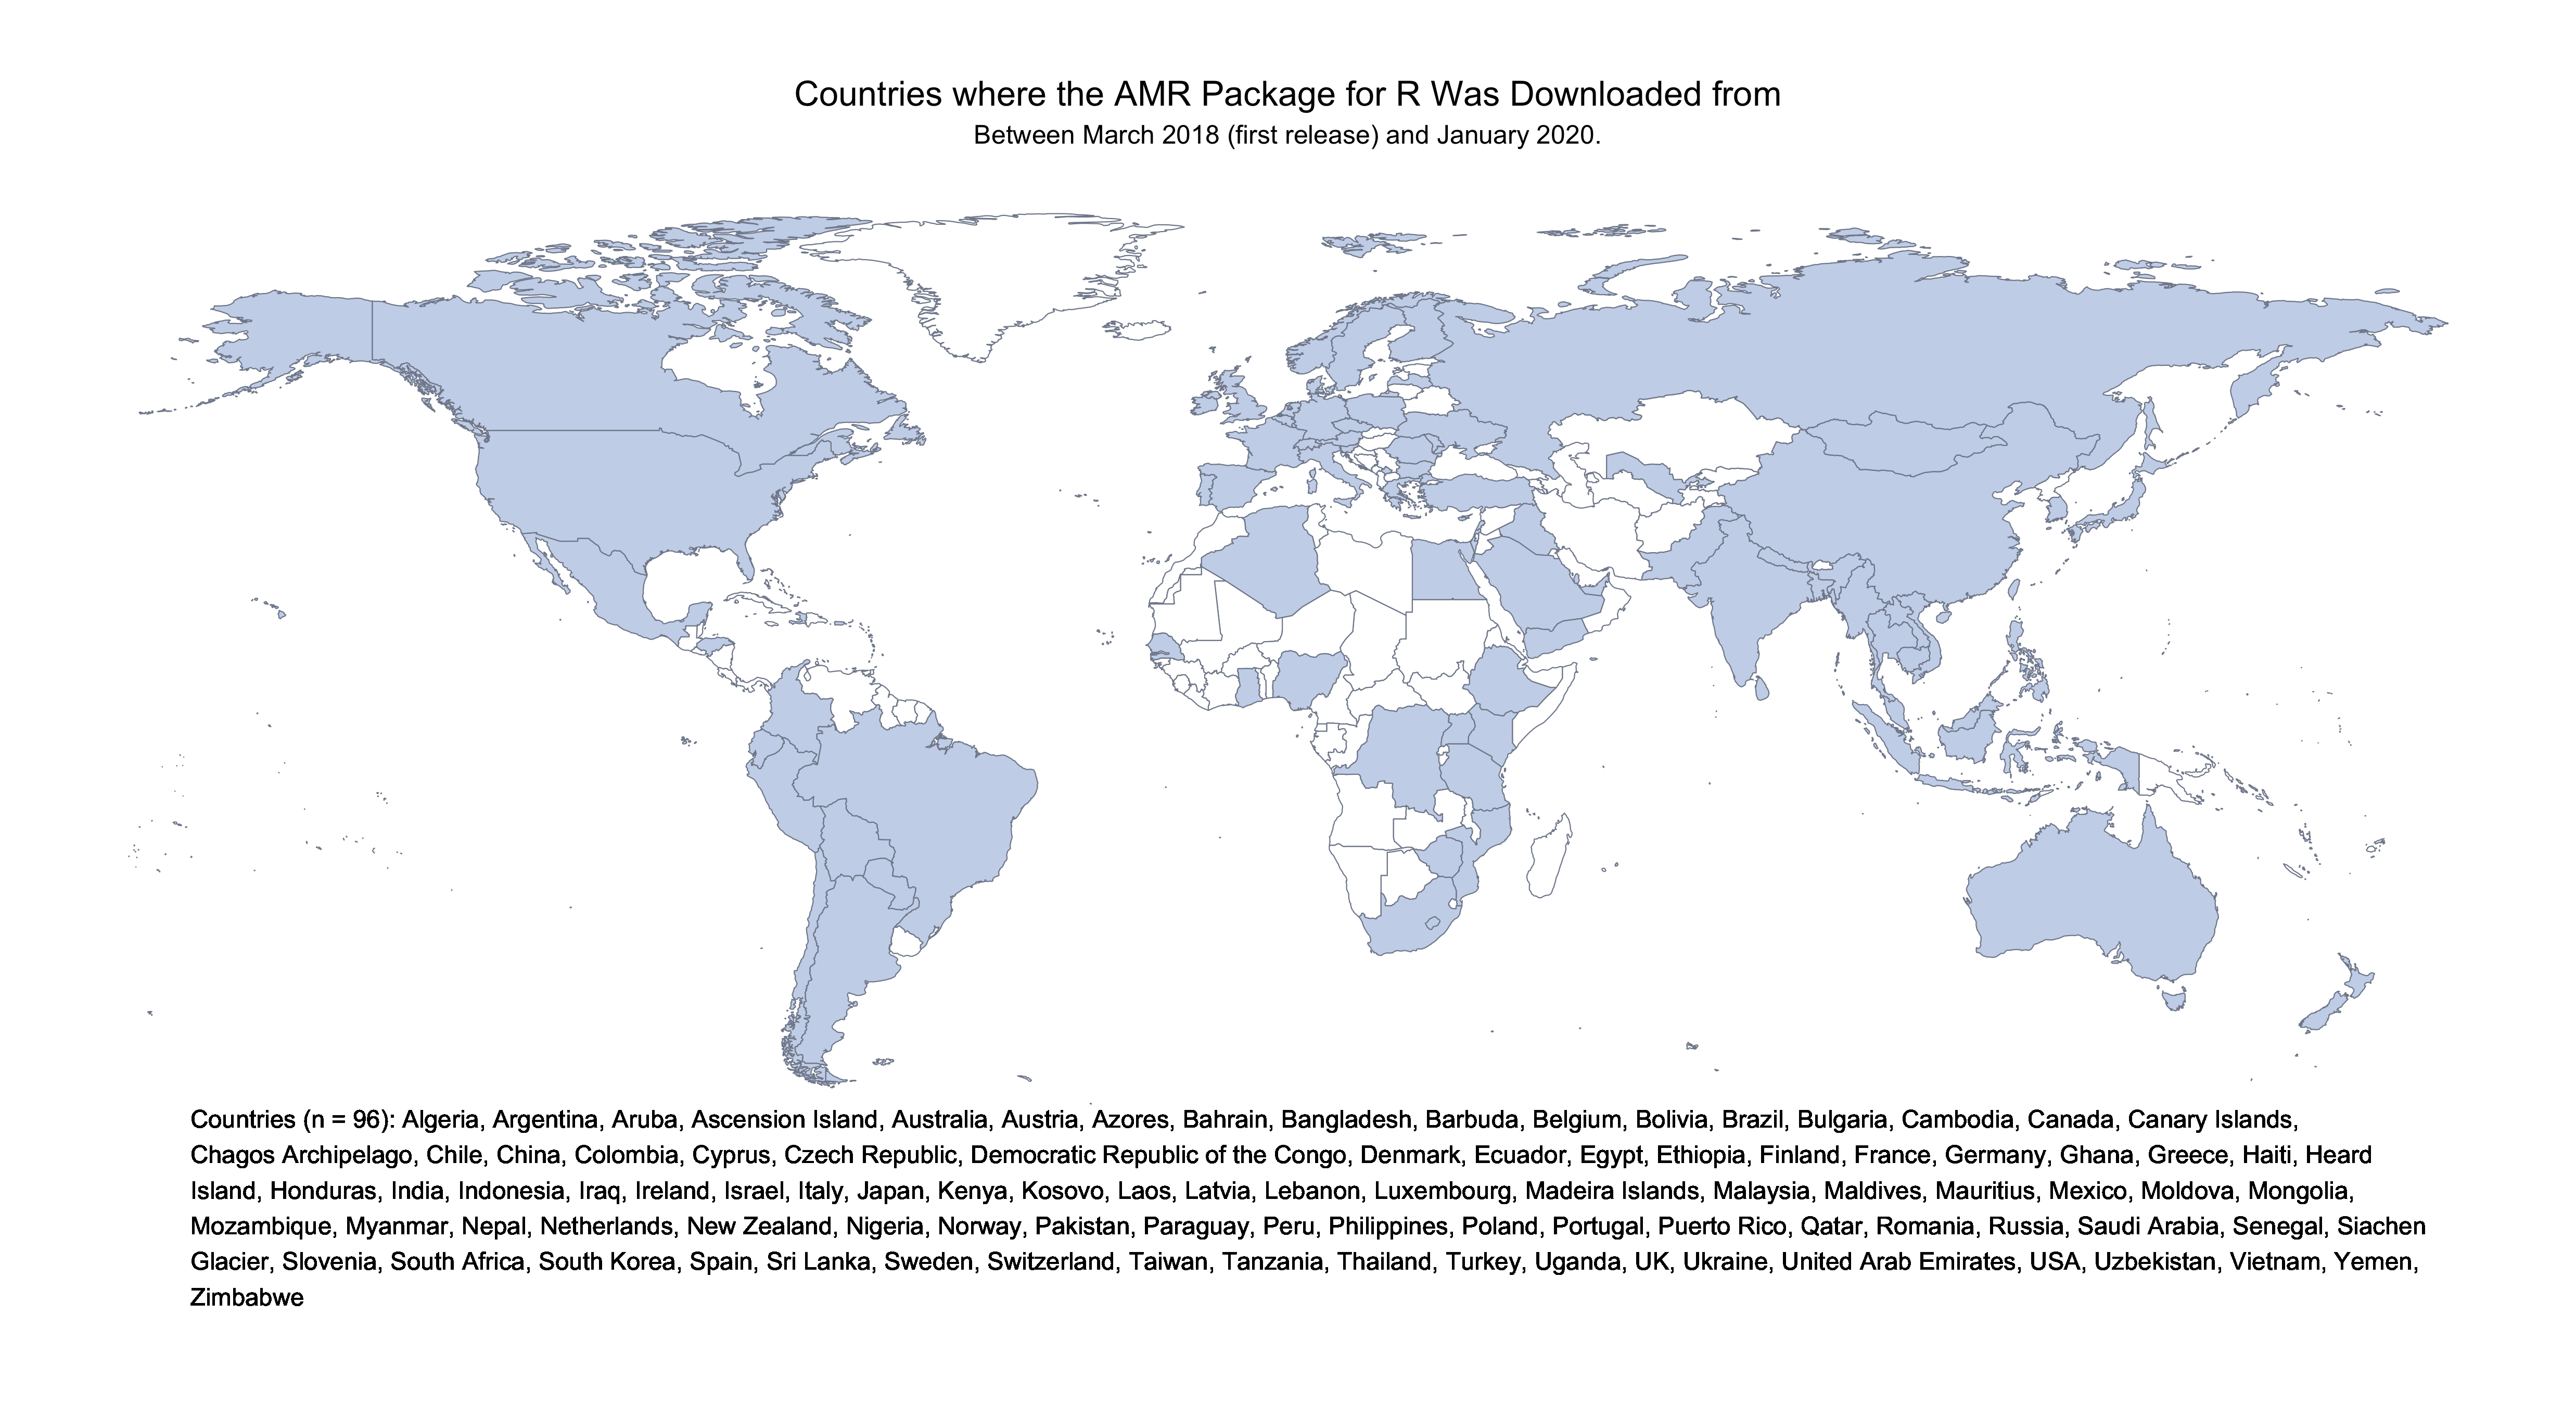 Countries where the AMR Package for R Was Downloaded from
Between March 2018 (first release) and January 2020.
Countries (n = 96): Algeria, Argentina, Aruba, Ascension Island, Australia, Austria, Azores, Bahrain, Bangladesh, Barbuda, Belgium, Bolivia, Brazil, Bulgaria, Cambodia, Canada, Canary Islands,
Chagos Archipelago, Chile, China, Colombia, Cyprus, Czech Republic, Democratic Republic of the Congo, Denmark, Ecuador, Egypt, Ethiopia, Finland, France, Germany, Ghana, Greece, Haiti, Heard
Island, Honduras, India, Indonesia, Iraq, Ireland, Israel, Italy, Japan, Kenya, Kosovo, Laos, Latvia, Lebanon, Luxembourg, Madeira Islands, Malaysia, Maldives, Mauritius, Mexico, Moldova, Mongolia,
Mozambique, Myanmar, Nepal, Netherlands, New Zealand, Nigeria, Norway, Pakistan, Paraguay, Peru, Philippines, Poland, Portugal, Puerto Rico, Qatar, Romania, Russia, Saudi Arabia, Senegal, Siachen
Glacier, Slovenia, South Africa, South Korea, Spain, Sri Lanka, Sweden, Switzerland, Taiwan, Tanzania, Thailand, Turkey, Uganda, UK, Ukraine, United Arab Emirates, USA, Uzbekistan, Vietnam, Yemen,
Zimbabwe